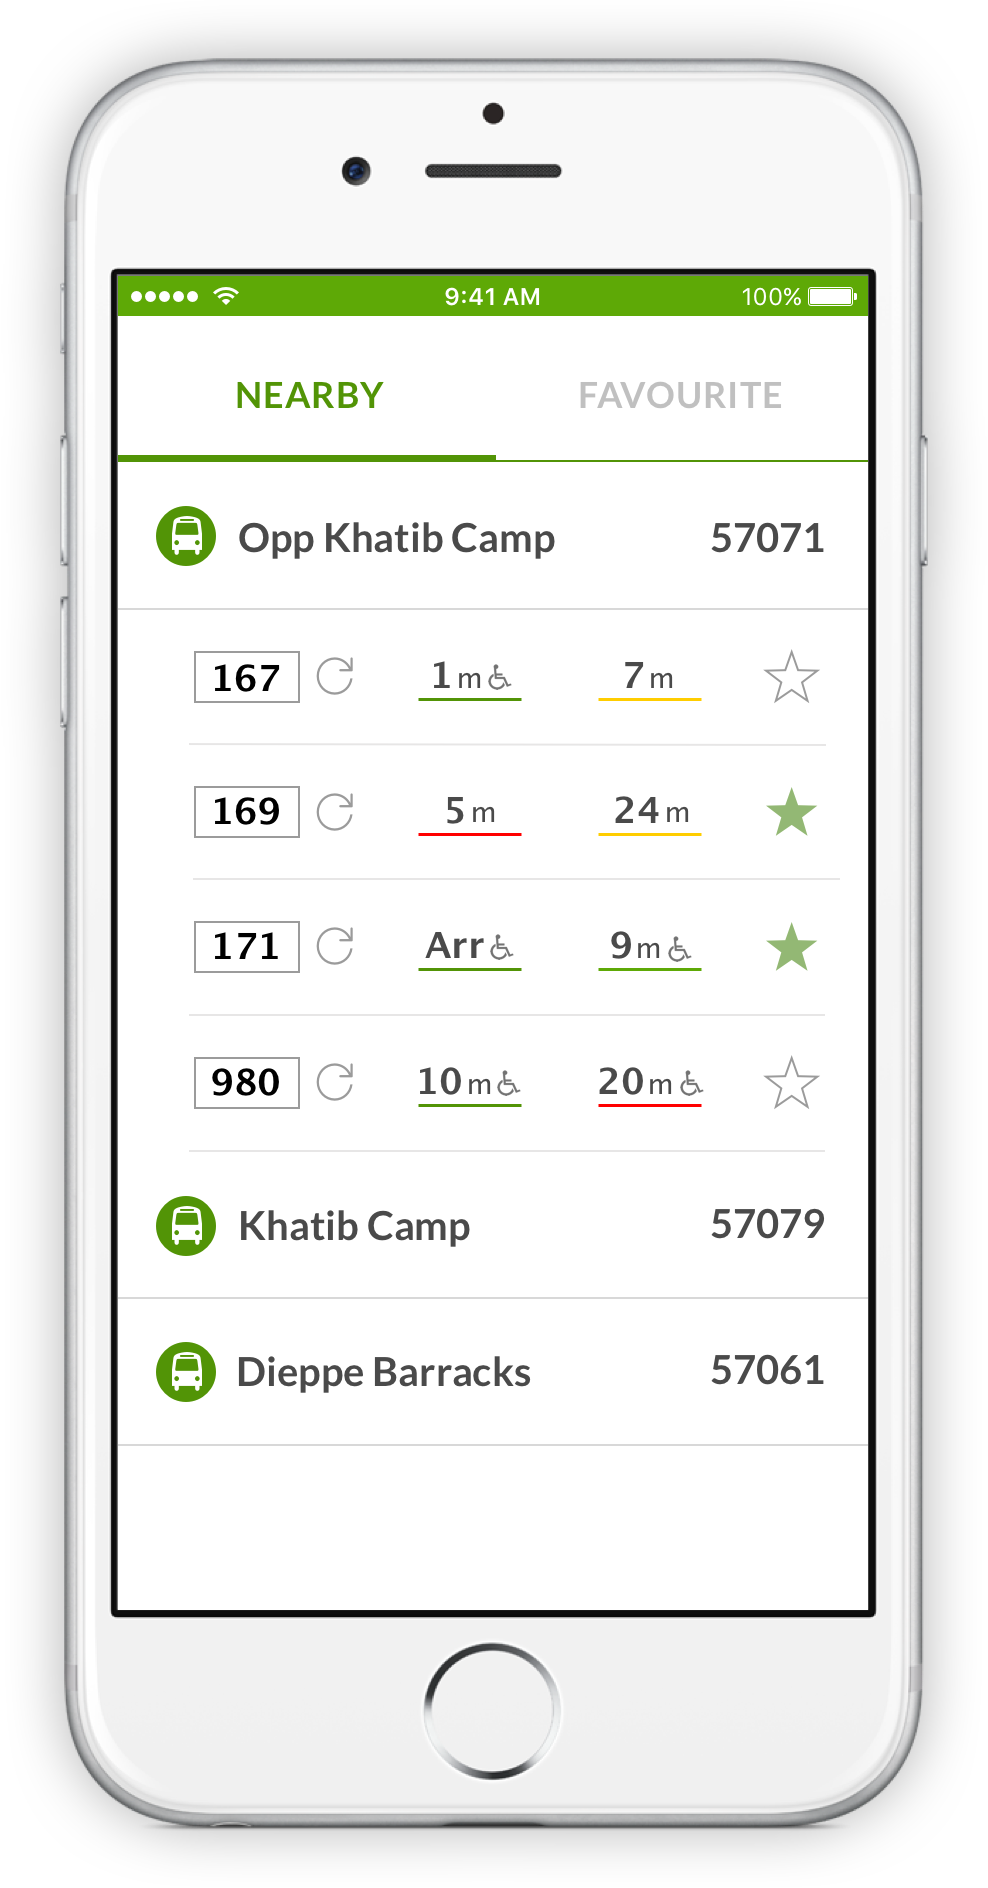 9:41 AM 100%
NEARBY FAVOURITE
Opp Khatib Camp 57071
167 1 m 7 m
169 5 m 24 m
171 Arr 9 m
980 10 m 20 m
Khatib Camp 57079
Dieppe Barracks 57061